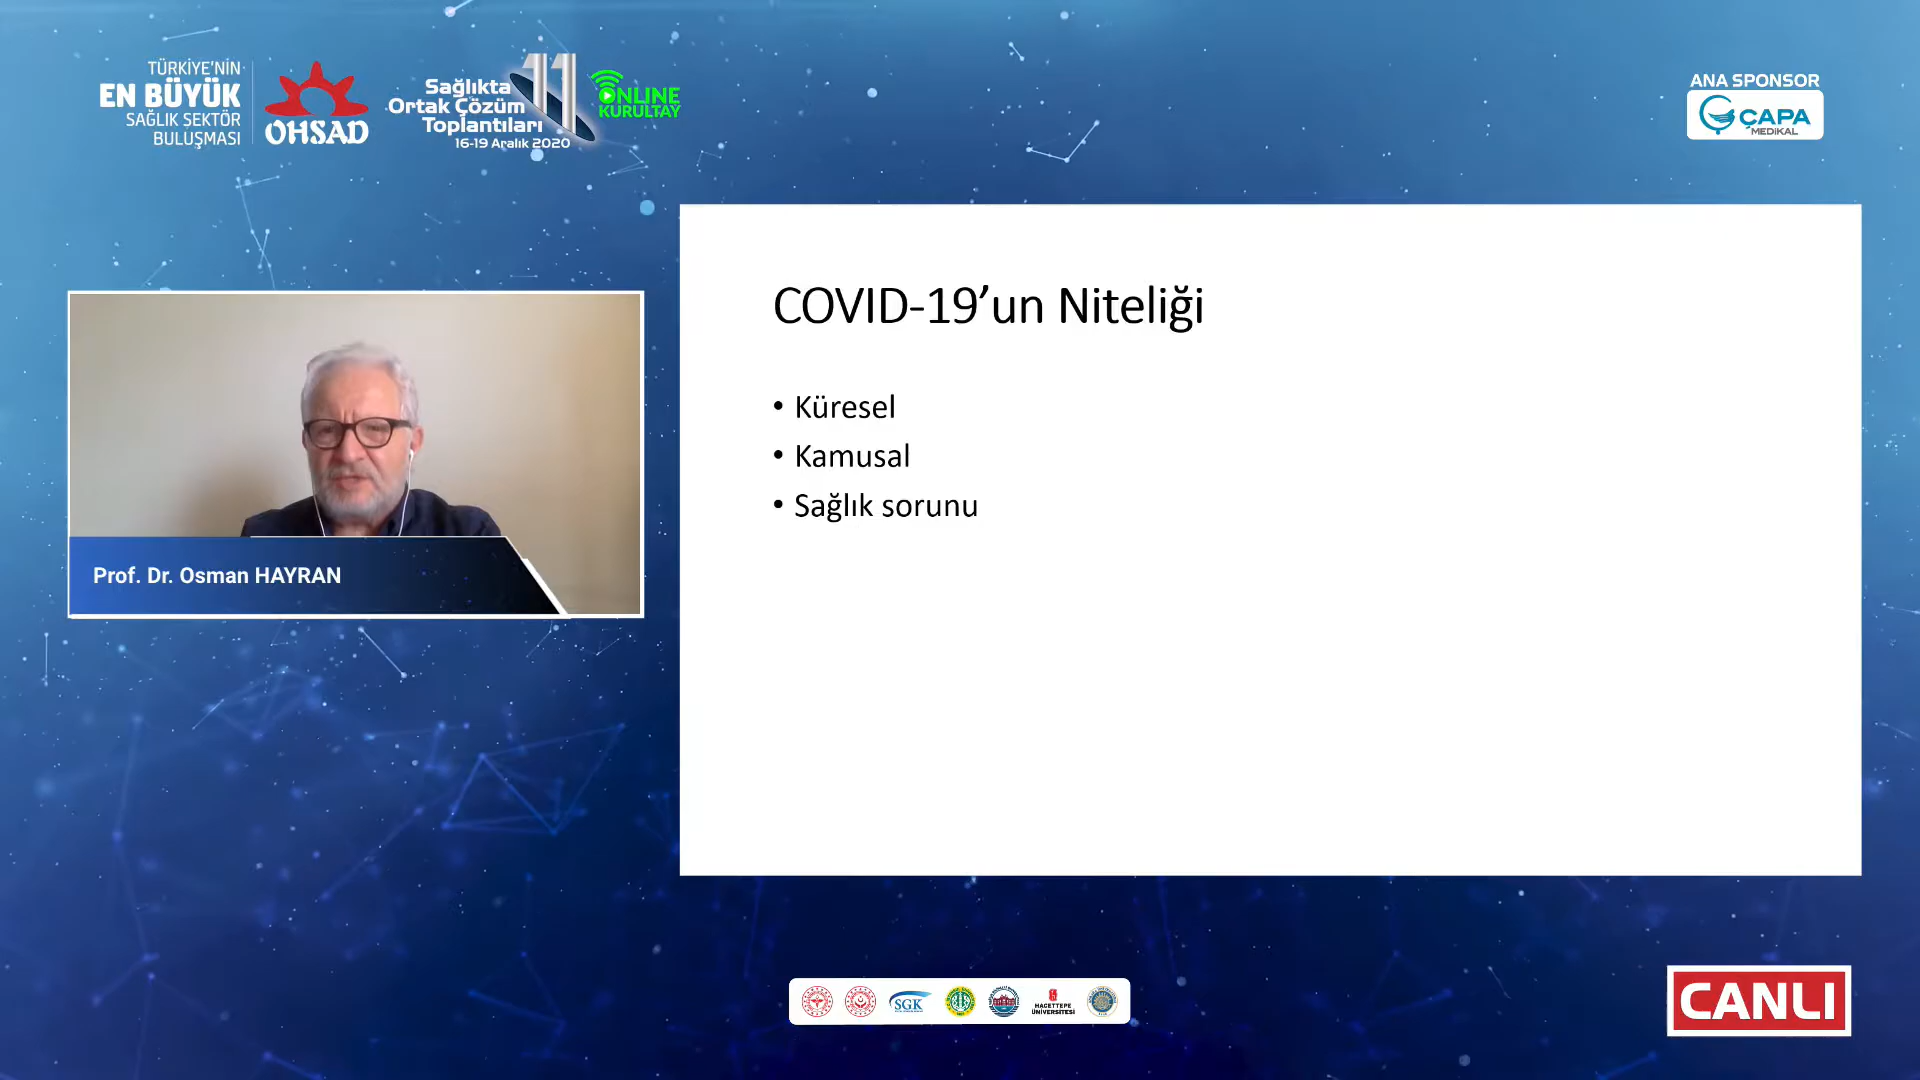 TÜRKİYE'NİN
EN BÜYÜK
SAĞLIK SEKTÖR
BULUŞMASI
OHSAD
Sağlıkta
Ortak Çözüm
Toplantıları
11
16-19 Aralık 2020
ONLINE
KURULTAY
ANA SPONSOR
ÇAPA
MEDİKAL
COVID-19’un Niteliği
• Küresel
• Kamusal
• Sağlık sorunu
Prof. Dr. Osman HAYRAN
SGK
HACETTEPE
ÜNİVERSİTESİ
CANLI